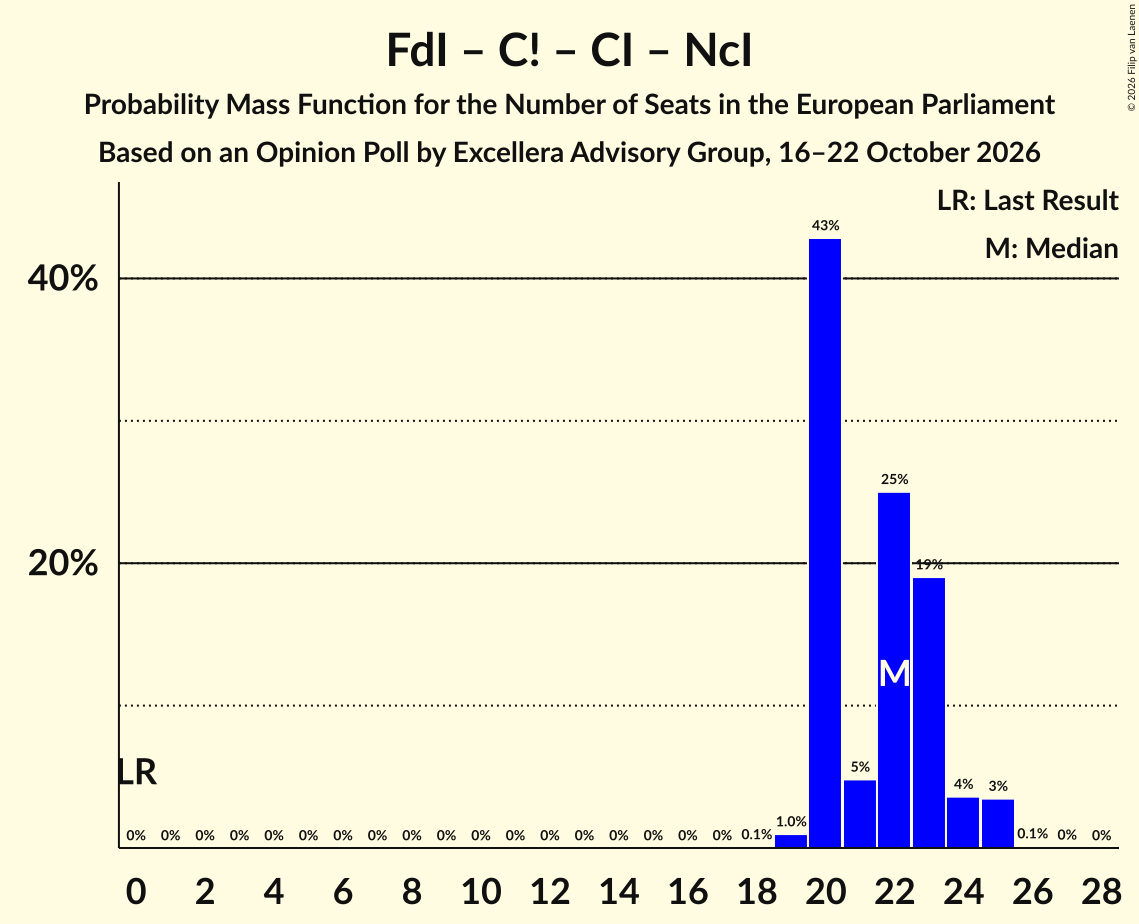 FdI – C! – CI – NcI
Probability Mass Function for the Number of Seats in the European Parliament
Based on an Opinion Poll by Excellera Advisory Group, 16–22 October 2026
© 2026 Filip van Laenen
LR: Last Result
M: Median
40%
20%
43%
25%
19%
M
LR
5%
4%
3%
0% 0% 0% 0% 0% 0% 0% 0% 0% 0% 0% 0% 0% 0% 0% 0% 0% 0% 0.1% 1.0% 0.1% 0% 0%
0 2 4 6 8 10 12 14 16 18 20 22 24 26 28